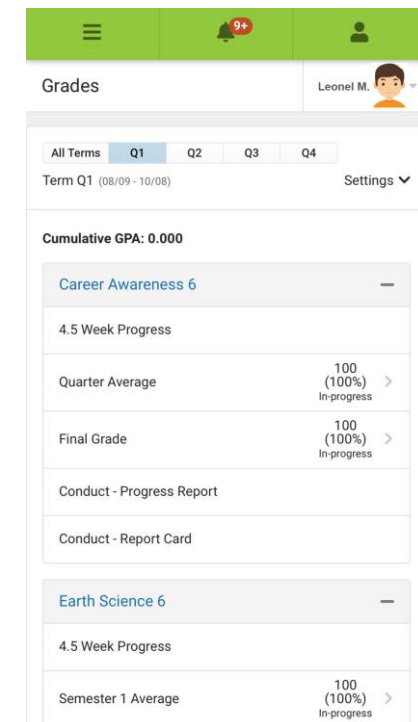 9+
Grades
Leonel M.
All Terms Q1 Q2 Q3 Q4
Term Q1 (08/09 - 10/08) Settings
Cumulative GPA: 0.000
Career Awareness 6
4.5 Week Progress
Quarter Average 100 (100%) In-progress
Final Grade 100 (100%) In-progress
Conduct - Progress Report
Conduct - Report Card
Earth Science 6
4.5 Week Progress
Semester 1 Average 100 (100%) In-progress